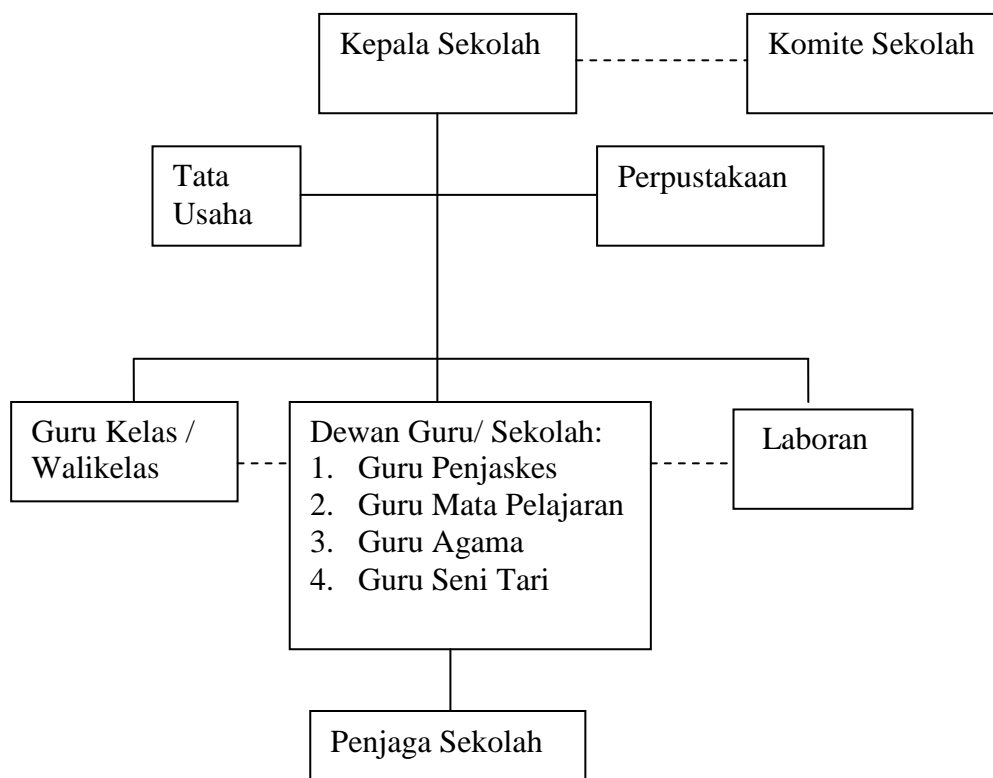 Kepala Sekolah
Komite Sekolah
Tata
Usaha
Perpustakaan
Guru Kelas /
Walikelas
Dewan Guru/ Sekolah:
1. Guru Penjaskes
2. Guru Mata Pelajaran
3. Guru Agama
4. Guru Seni Tari
Laboran
Penjaga Sekolah